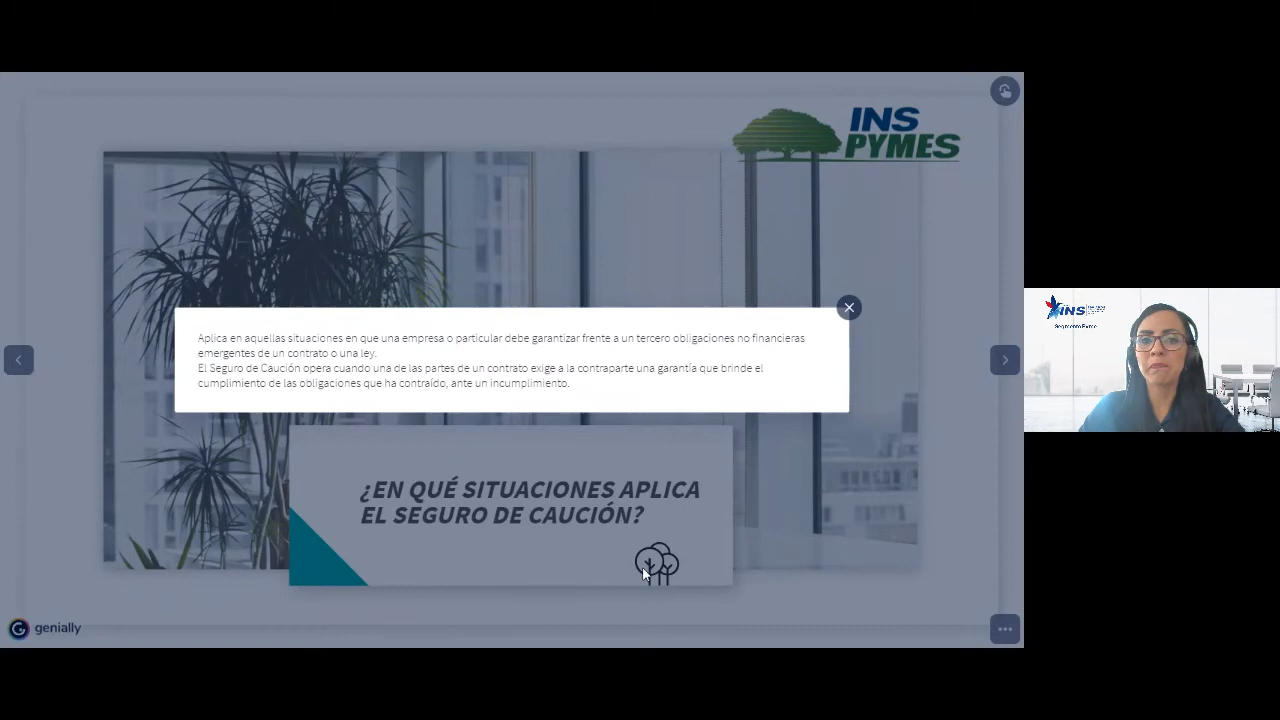 INS
PYMES
Aplica en aquellas situaciones en que una empresa o particular debe garantizar frente a un tercero obligaciones no financieras
emergentes de un contrato o una ley.
El Seguro de Caución opera cuando una de las partes de un contrato exige a la contraparte una garantía que brinde el
cumplimiento de las obligaciones que ha contraído, ante un incumplimiento.
¿EN QUÉ SITUACIONES APLICA
EL SEGURO DE CAUCIÓN?
genially
INS
Segmento Pyme